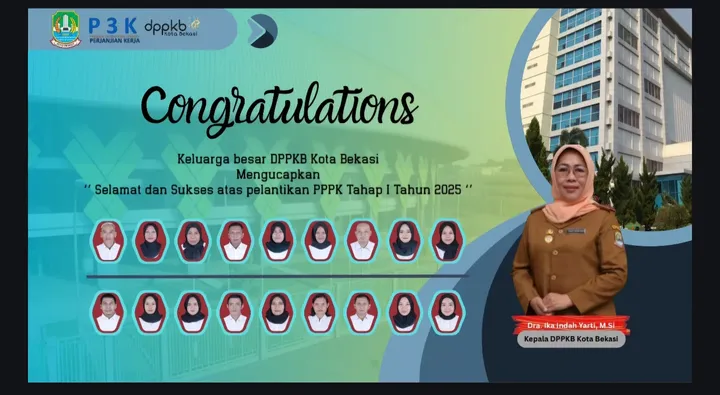 P3K
PERJANJIAN KERJA
dppkb
Kota Bekasi
Congratulations
Keluarga besar DPPKB Kota Bekasi
Mengucapkan
‘’ Selamat dan Sukses atas pelantikan PPPK Tahap I Tahun 2025 ‘’
Dra. Ika Indah Yarti, M.Si
Kepala DPPKB Kota Bekasi